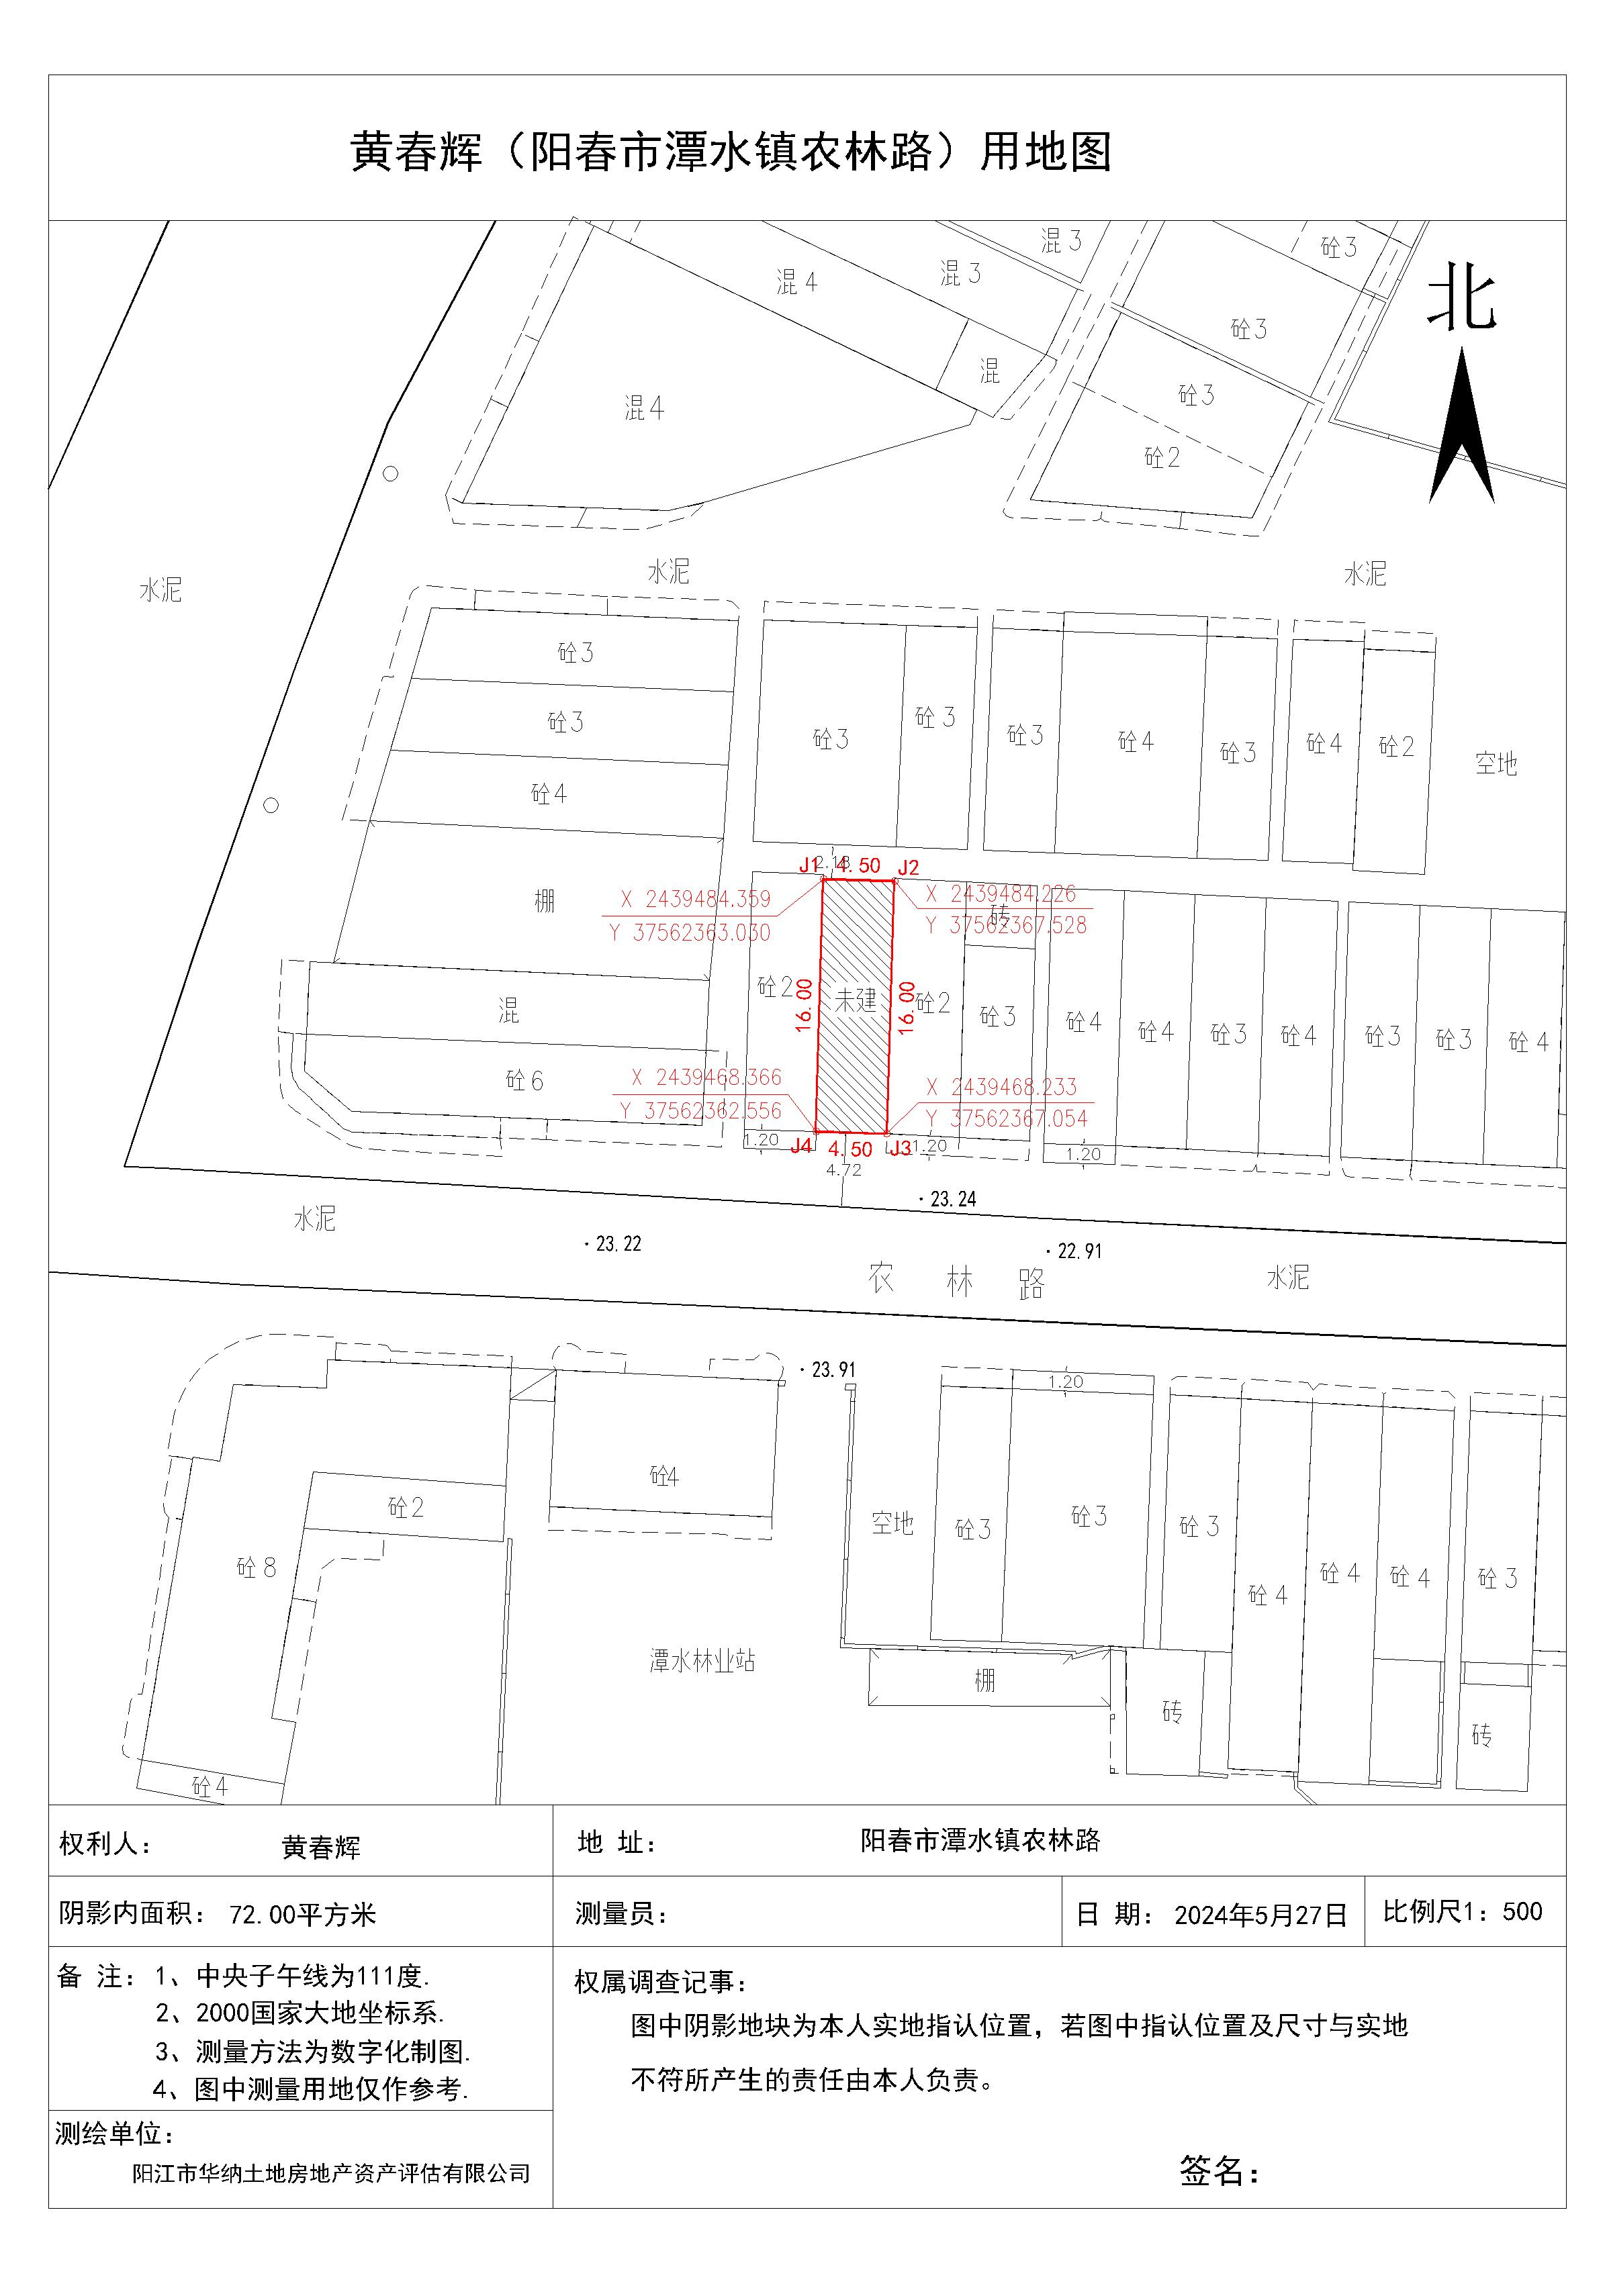 黄春辉（阳春市潭水镇农林路）用地图
北
混3
砼3
混4
混3
砼3
混
砼3
混4
砼2
水泥
水泥
水泥
砼3
砼3
砼3
砼3
砼3
砼4
砼3
砼4
砼2
空地
砼4
棚
混
砼6
J1
2.18
4.50
J2
X 2439484.359
Y 37562363.030
X 2439484.226
Y 37562367.528
砖
砼2
16.00
未建
16.00
砼2
砼3
砼4
砼4
砼3
砼4
砼3
砼3
砼4
X 2439468.366
Y 37562362.556
X 2439468.233
Y 37562367.054
1.20
J4
4.50
J3
1.20
1.20
4.72
23.24
水泥
23.22
22.91
农 林 路
水泥
23.91
1.20
砼4
砼2
砼8
空地
砼3
砼3
砼3
砼4
砼4
砼4
砼3
潭水林业站
棚
砖
砖
砼4
权利人：
黄春辉
地 址：
阳春市潭水镇农林路
阴影内面积： 72.00平方米
测量员：
日 期： 2024年5月27日
比例尺1：500
备 注：1、中央子午线为111度.
2、2000国家大地坐标系.
3、测量方法为数字化制图.
4、图中测量用地仅作参考.
权属调查记事：
图中阴影地块为本人实地指认位置，若图中指认位置及尺寸与实地
不符所产生的责任由本人负责。
测绘单位：
阳江市华纳土地房地产资产评估有限公司
签名：